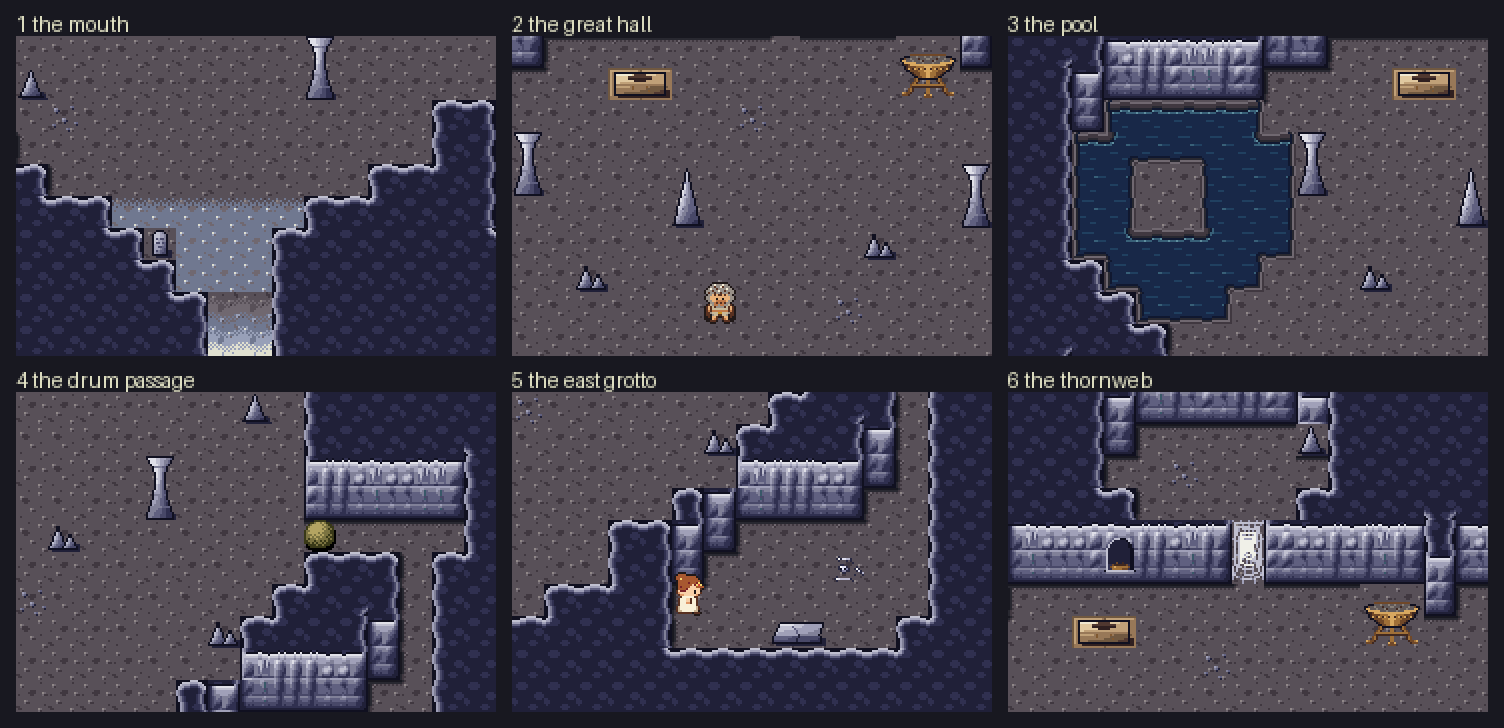 1 the mouth
2 the great hall
3 the pool
4 the drum passage
5 the east grotto
6 the thornweb